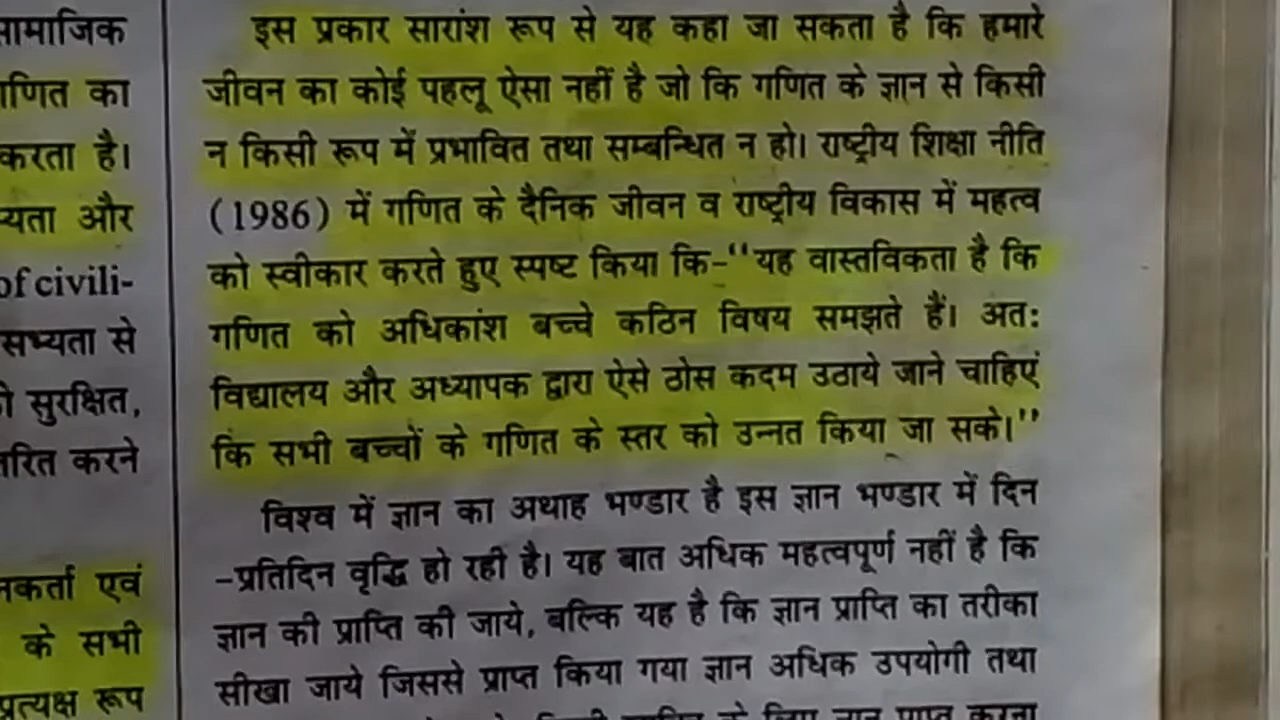 सामाजिक
गणित का
करता है।
सभ्यता और
of civili-
सभ्यता से
सुरक्षित,
करने
एवं
के सभी
प्रत्यक्ष रूप
इस प्रकार सारांश रूप से यह कहा जा सकता है कि हमारे
जीवन का कोई पहलू ऐसा नहीं है जो कि गणित के ज्ञान से किसी
न किसी रूप में प्रभावित तथा सम्बन्धित न हो। राष्ट्रीय शिक्षा नीति
(1986) में गणित के दैनिक जीवन व राष्ट्रीय विकास में महत्व
को स्वीकार करते हुए स्पष्ट किया कि-"यह वास्तविकता है कि
गणित को अधिकांश बच्चे कठिन विषय समझते हैं। अत:
विद्यालय और अध्यापक द्वारा ऐसे ठोस कदम उठाये जाने चाहिएं
कि सभी बच्चों के गणित के स्तर को उन्नत किया जा सके।"
विश्व में ज्ञान का अथाह भण्डार है इस ज्ञान भण्डार में दिन
-प्रतिदिन वृद्धि हो रही है। यह बात अधिक महत्वपूर्ण नहीं है कि
ज्ञान की प्राप्ति की जाये, बल्कि यह है कि ज्ञान प्राप्ति का तरीका
सीखा जाये जिससे प्राप्त किया गया ज्ञान अधिक उपयोगी तथा
के लिए ज्ञान प्राप्त करना